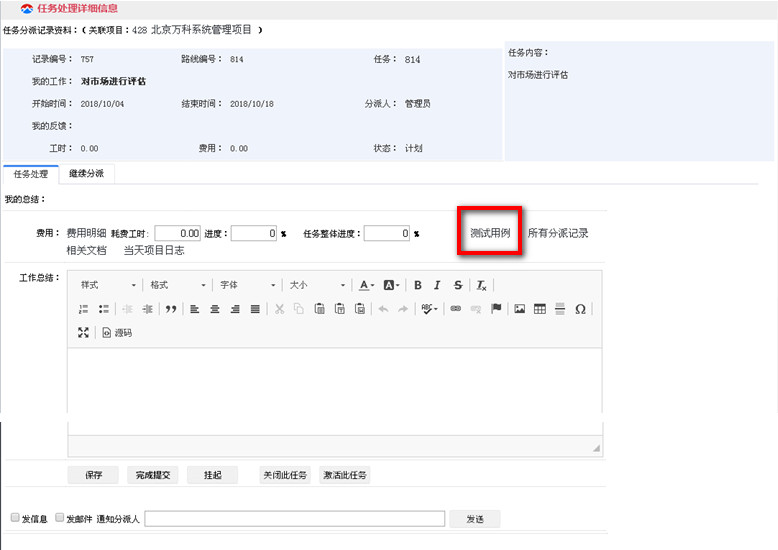 任务处理详细信息
任务分派记录资料：( 关联项目：428 北京万科系统管理项目 )
记录编号： 757 路线编号： 814 任务： 814
任务内容：
对市场进行评估
我的工作： 对市场进行评估
开始时间： 2018/10/04 结束时间： 2018/10/18 分派人： 管理员
我的反馈：
工时： 0.00 费用： 0.00 状态： 计划
任务处理 继续分派
我的总结：
费用： 费用明细 耗费工时: 0.00 进度: 0 % 任务整体进度: 0 % 测试用例 所有分派记录
相关文档 当天项目日志
工作总结： 样式 格式 字体 大小 A A B I S Tx
ABC Ω
源码
保存 完成提交 挂起 关闭此任务 激活此任务
发信息 发邮件 通知分派人 发送